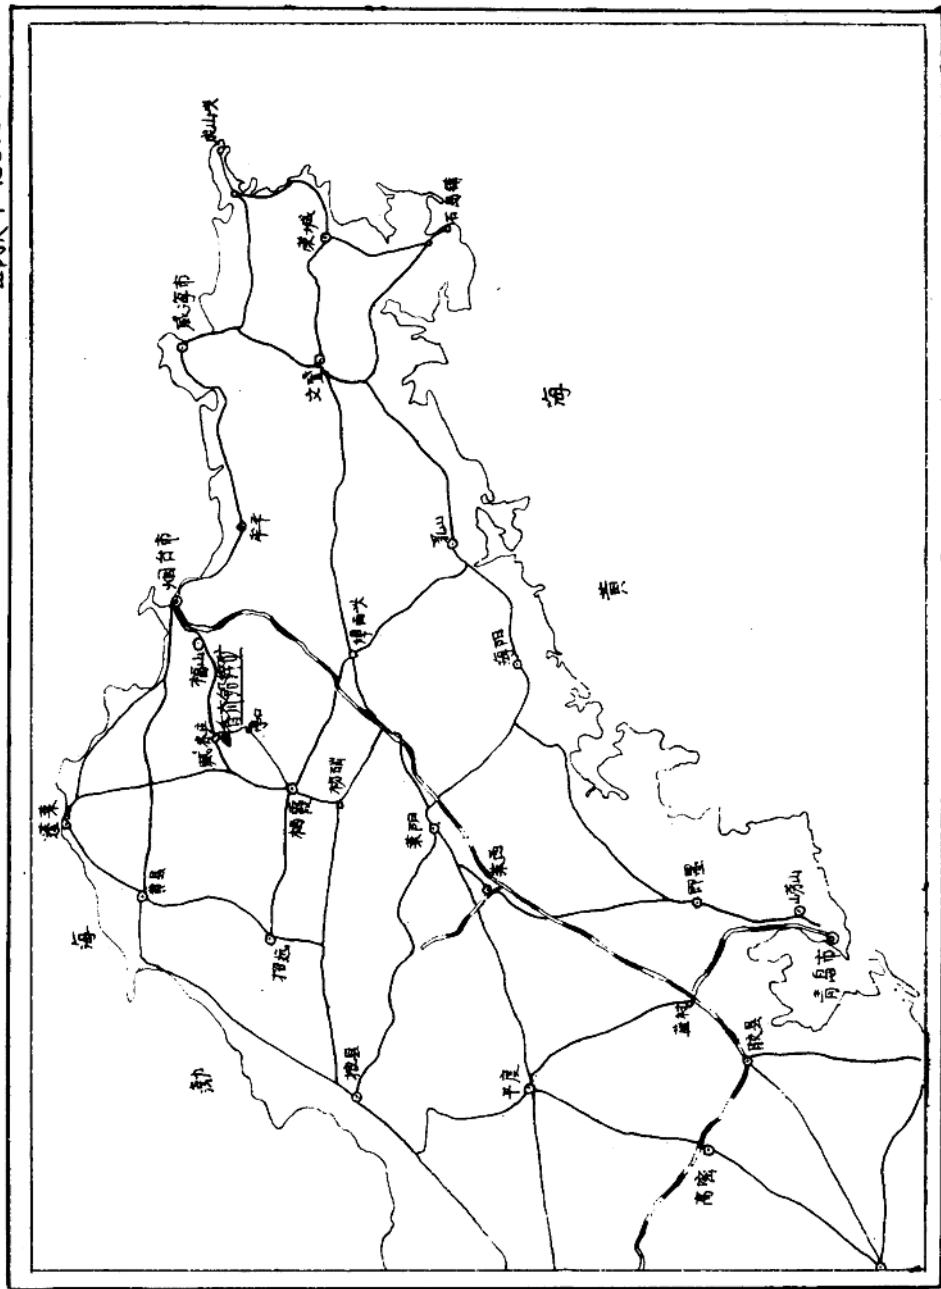 成山头
威海市
荣城
石岛镇
文登
牟平
烟台市
福山
乳山
海阳
海
黄
臧家庄
栖霞
桃村
蓬莱
黄县
招远
莱阳
莱西
即墨
崂山
青岛市
蓝村
胶县
海
渤
掖县
平度
高密